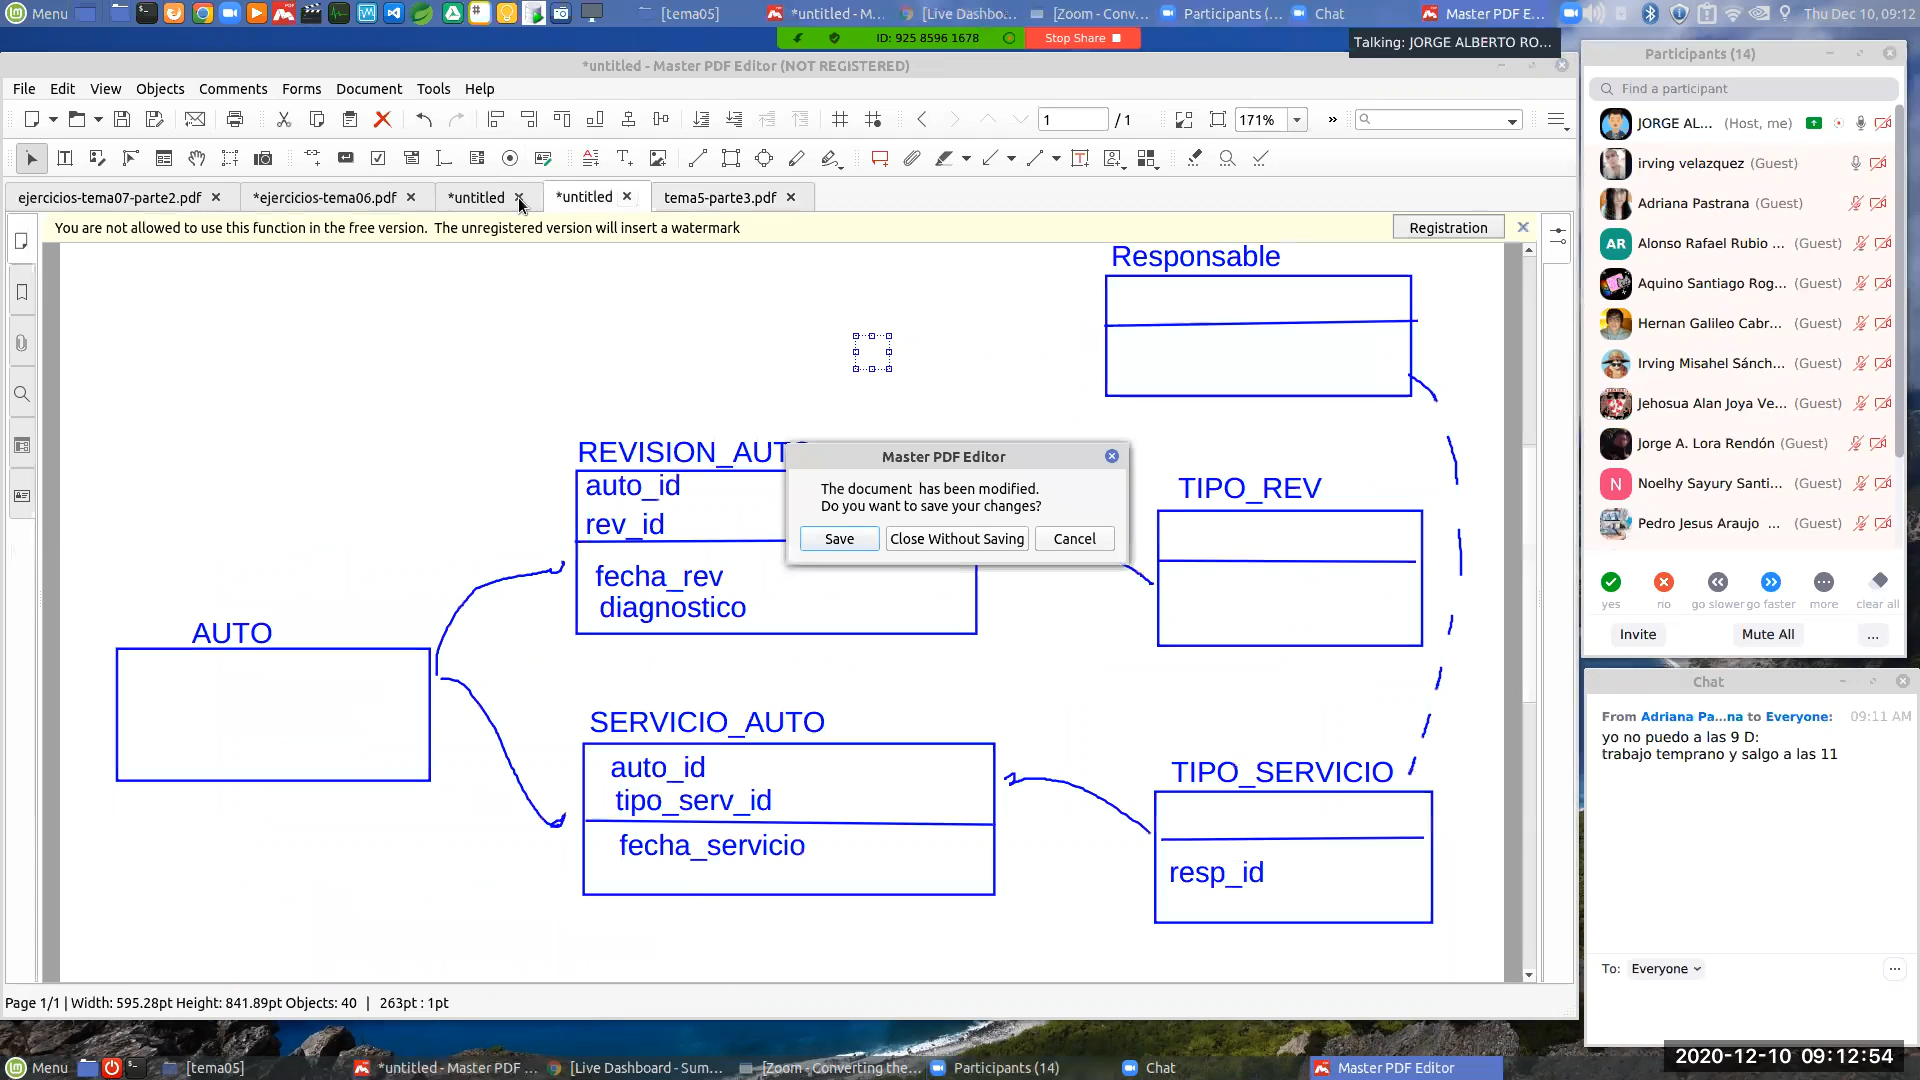 Menu
[tema05]
*untitled - M...
[Live Dashbo...
[Zoom - Conv...
Participants (...
Chat
Master PDF E...
Thu Dec 10, 09:12
ID: 925 8596 1678
Stop Share
Talking: JORGE ALBERTO RO...
*untitled - Master PDF Editor (NOT REGISTERED)
File Edit View Objects Comments Forms Document Tools Help
1 / 1
171%
ejercicios-tema07-parte2.pdf
*ejercicios-tema06.pdf
*untitled
*untitled
tema5-parte3.pdf
You are not allowed to use this function in the free version. The unregistered version will insert a watermark
Registration
Responsable
REVISION_AUTO
auto_id
rev_id
fecha_rev
diagnostico
TIPO_REV
Master PDF Editor
The document has been modified.
Do you want to save your changes?
Save
Close Without Saving
Cancel
AUTO
SERVICIO_AUTO
auto_id
tipo_serv_id
fecha_servicio
TIPO_SERVICIO
resp_id
Page 1/1 | Width: 595.28pt Height: 841.89pt Objects: 40 | 263pt : 1pt
Participants (14)
Find a participant
JORGE AL... (Host, me)
irving velazquez (Guest)
Adriana Pastrana (Guest)
AR Alonso Rafael Rubio ... (Guest)
Aquino Santiago Rog... (Guest)
Hernan Galileo Cabr... (Guest)
Irving Misahel Sánch... (Guest)
Jehosua Alan Joya Ve... (Guest)
Jorge A. Lora Rendón (Guest)
N Noelhy Sayury Santi... (Guest)
Pedro Jesus Araujo ... (Guest)
yes no go slower go faster more clear all
Invite
Mute All
...
Chat
From Adriana Pa...na to Everyone: 09:11 AM
yo no puedo a las 9 D:
trabajo temprano y salgo a las 11
To: Everyone
Menu
[tema05]
*untitled - Master PDF ...
[Live Dashboard - Sum...
[Zoom - Converting the...
Participants (14)
Chat
Master PDF Editor
2020-12-10 09:12:54